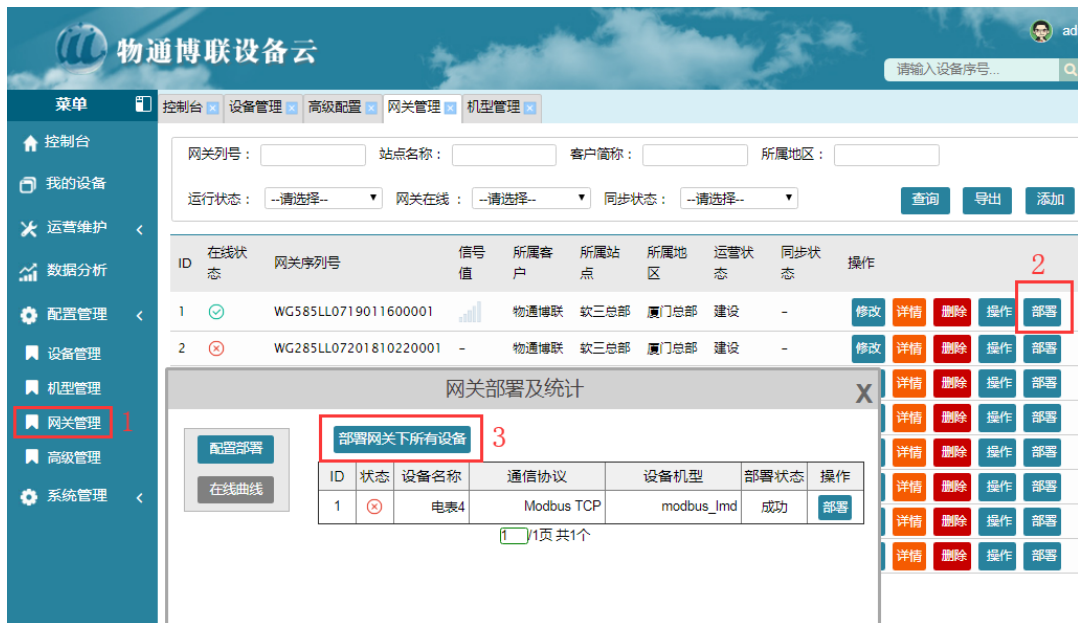 物通博联设备云
ad
请输入设备序号...
菜单
控制台 设备管理 高级配置 网关管理 机型管理
控制台
我的设备
运营维护
数据分析
配置管理
设备管理
机型管理
网关管理 1
高级管理
系统管理
网关列号： 站点名称： 客户简称： 所属地区：
运行状态： --请选择-- 网关在线 ： --请选择-- 同步状态： --请选择-- 查询 导出 添加
ID 在线状态 网关序列号 信号值 所属客户 所属站点 所属地区 运营状态 同步状态 操作
2
1 WG585LL0719011600001 物通博联 软三总部 厦门总部 建设 - 修改 详情 删除 操作 部署
2 WG285LL07201810220001 - 物通博联 软三总部 厦门总部 建设 - 修改 详情 删除 操作 部署
详情 删除 操作 部署
详情 删除 操作 部署
详情 删除 操作 部署
详情 删除 操作 部署
详情 删除 操作 部署
详情 删除 操作 部署
网关部署及统计 X
配置部署
在线曲线
部署网关下所有设备 3
ID 状态 设备名称 通信协议 设备机型 部署状态 操作
1 电表4 Modbus TCP modbus_lmd 成功 部署
1 /1页 共1个